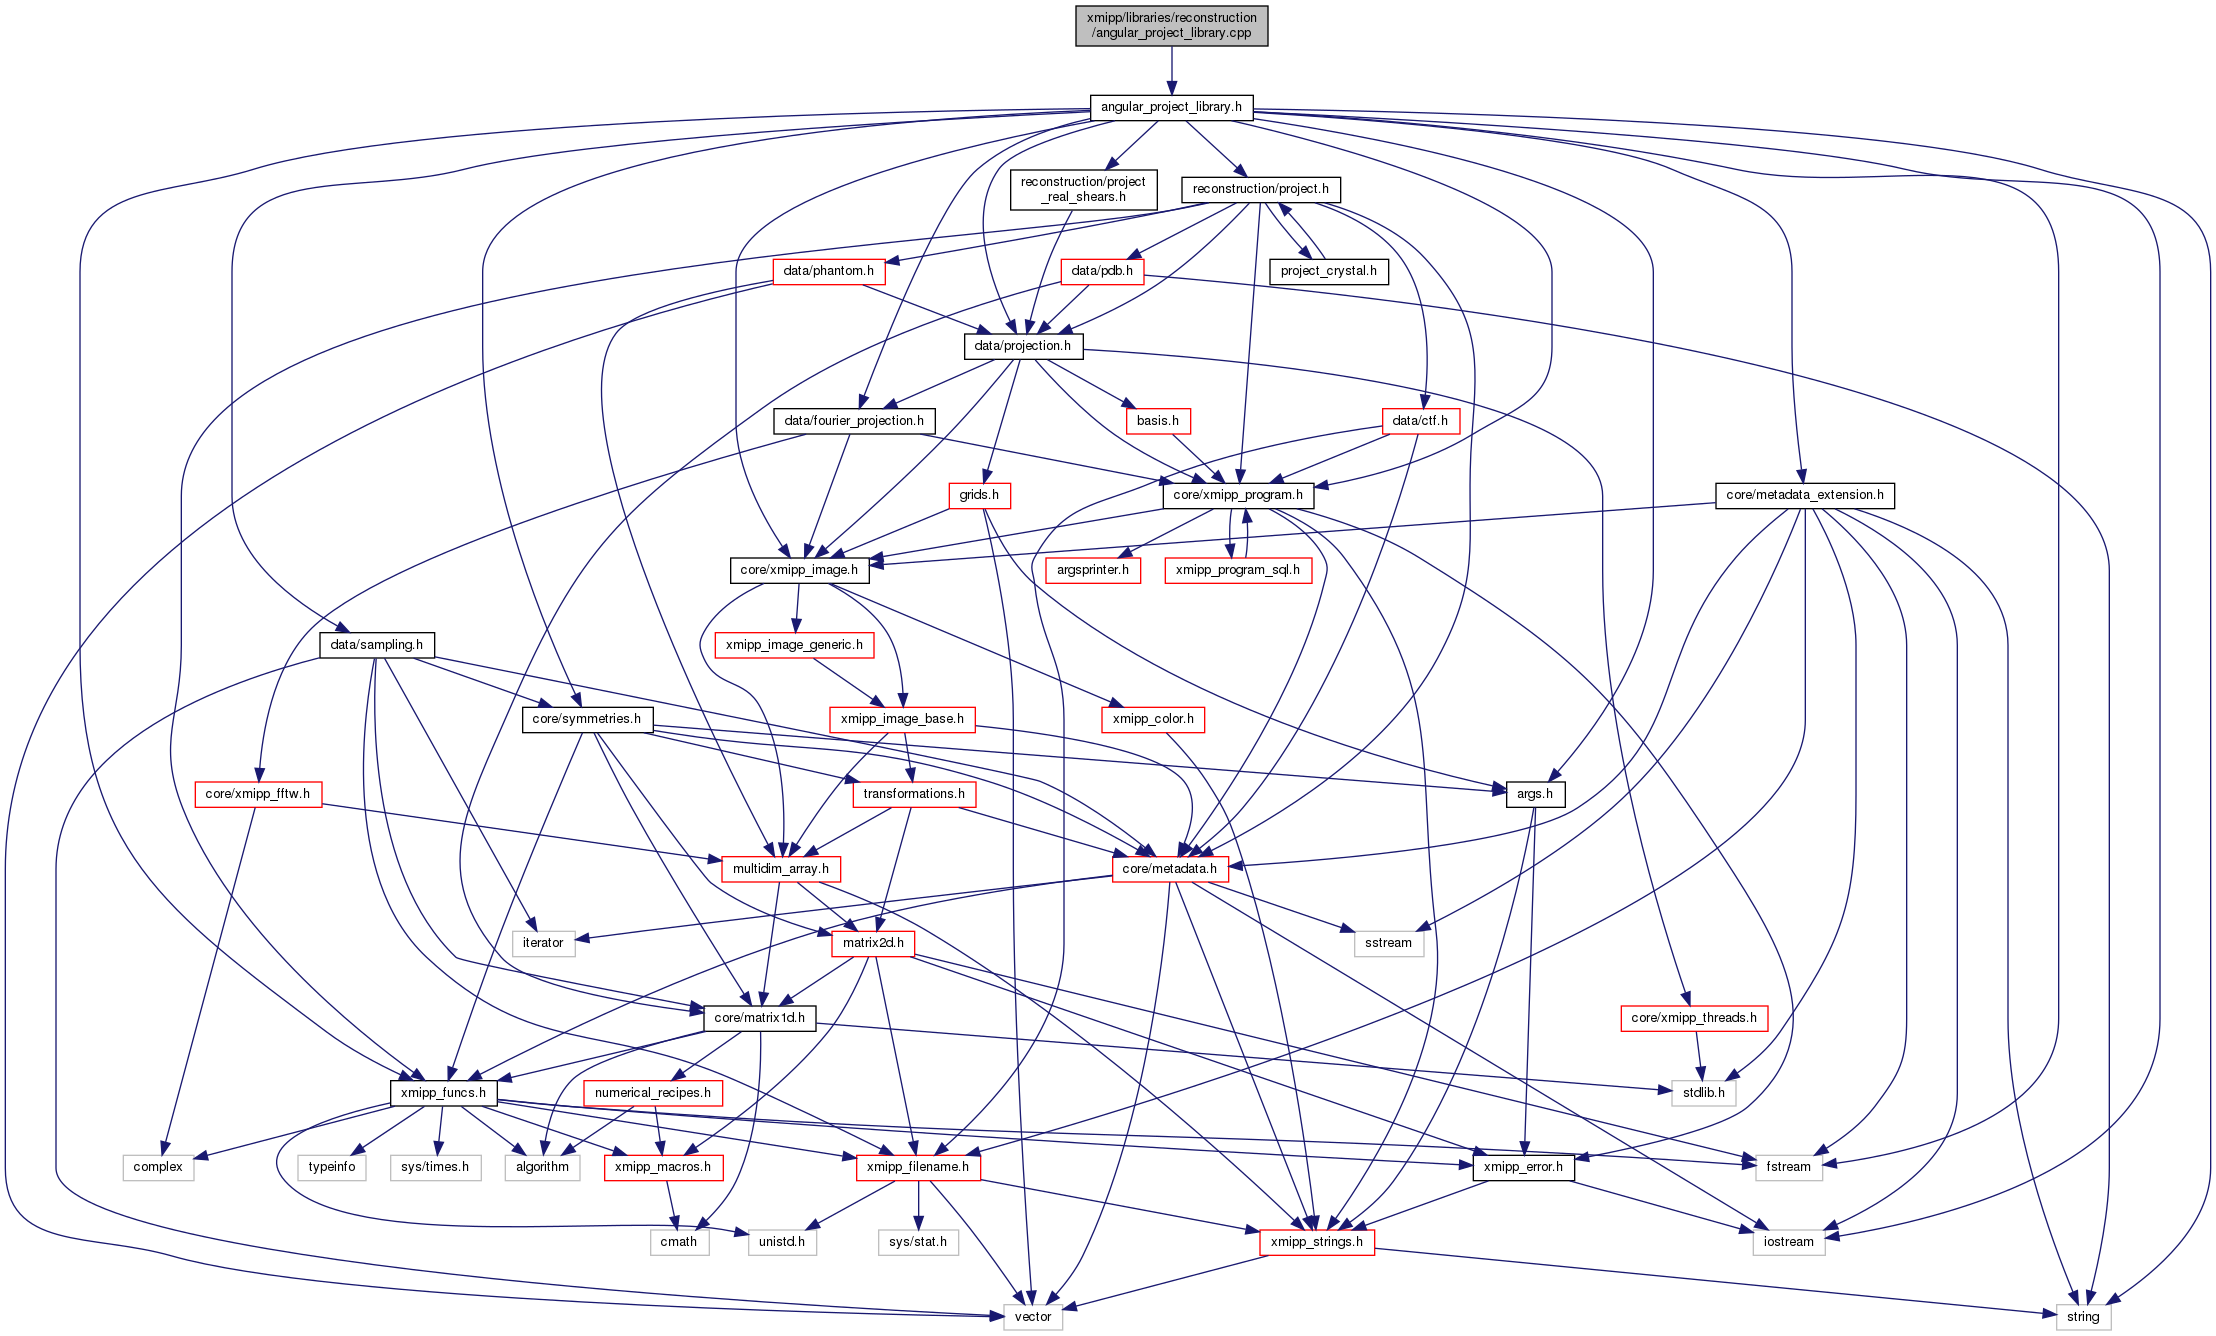 xmipp/libraries/reconstruction
/angular_project_library.cpp
angular_project_library.h
reconstruction/project
_real_shears.h
reconstruction/project.h
data/phantom.h
data/pdb.h
project_crystal.h
data/projection.h
data/fourier_projection.h
basis.h
data/ctf.h
grids.h
core/xmipp_program.h
core/metadata_extension.h
core/xmipp_image.h
argsprinter.h
xmipp_program_sql.h
data/sampling.h
xmipp_image_generic.h
core/symmetries.h
xmipp_image_base.h
xmipp_color.h
core/xmipp_fftw.h
transformations.h
args.h
multidim_array.h
core/metadata.h
iterator
matrix2d.h
sstream
core/matrix1d.h
core/xmipp_threads.h
xmipp_funcs.h
numerical_recipes.h
stdlib.h
complex
typeinfo
sys/times.h
algorithm
xmipp_macros.h
xmipp_filename.h
xmipp_error.h
fstream
cmath
unistd.h
sys/stat.h
xmipp_strings.h
iostream
vector
string